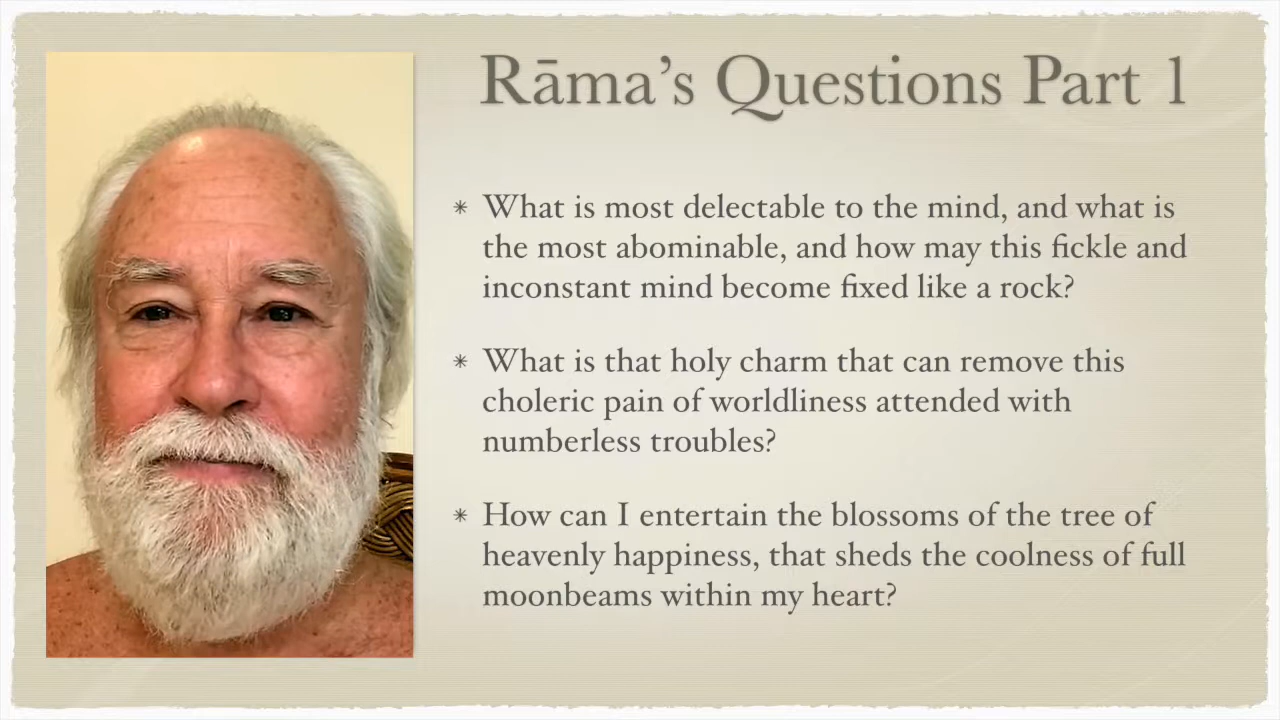 Rāma’s Questions Part 1
* What is most delectable to the mind, and what is
the most abominable, and how may this fickle and
inconstant mind become fixed like a rock?
* What is that holy charm that can remove this
choleric pain of worldliness attended with
numberless troubles?
* How can I entertain the blossoms of the tree of
heavenly happiness, that sheds the coolness of full
moonbeams within my heart?